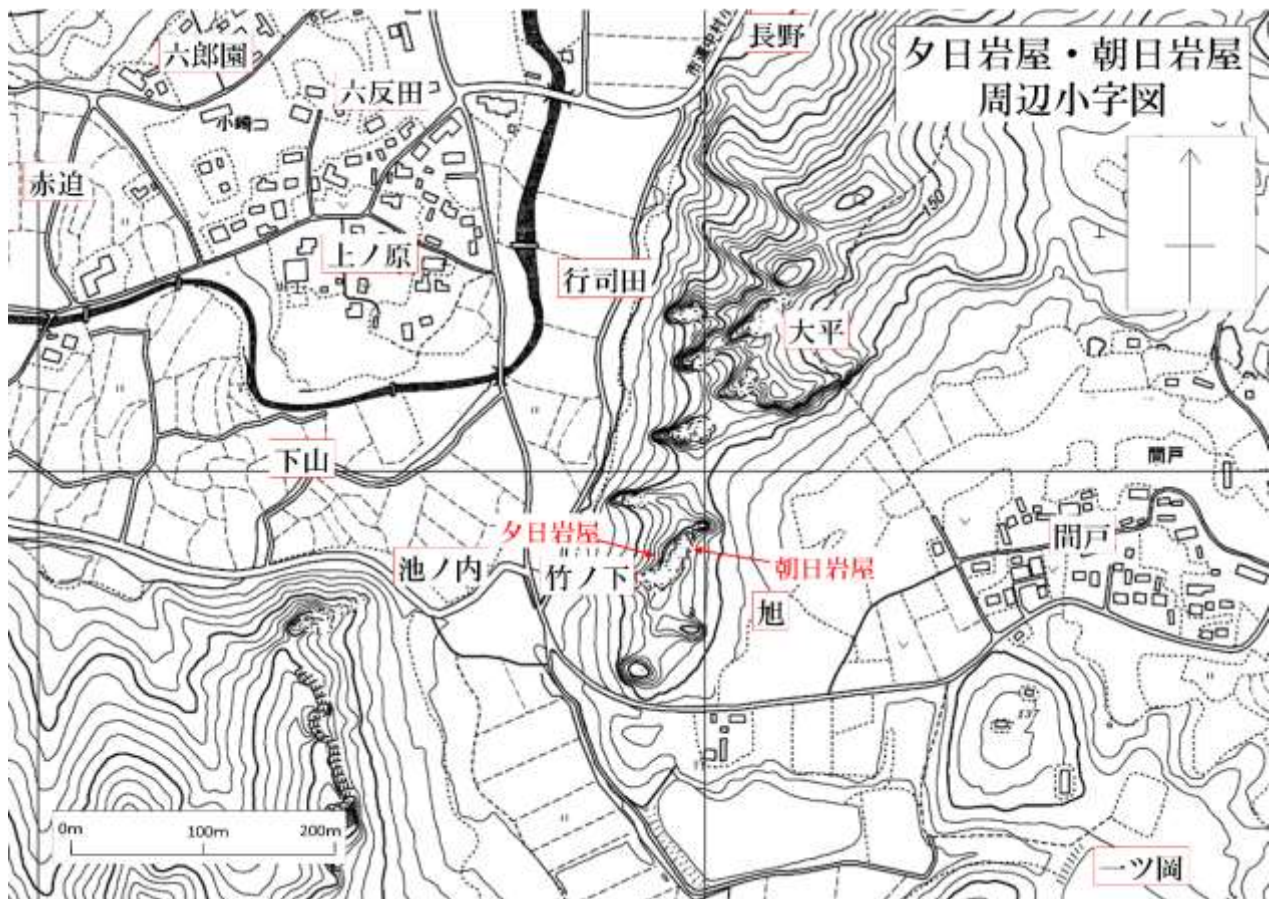 夕日岩屋・朝日岩屋
周辺小字図
長野
六郎園
六反田
小崎
赤迫
上ノ原
行司田
150
大平
下山
間戸
間戸
夕日岩屋
池ノ内
竹ノ下
朝日岩屋
旭
137
0m
100m
200m
一ツ岡